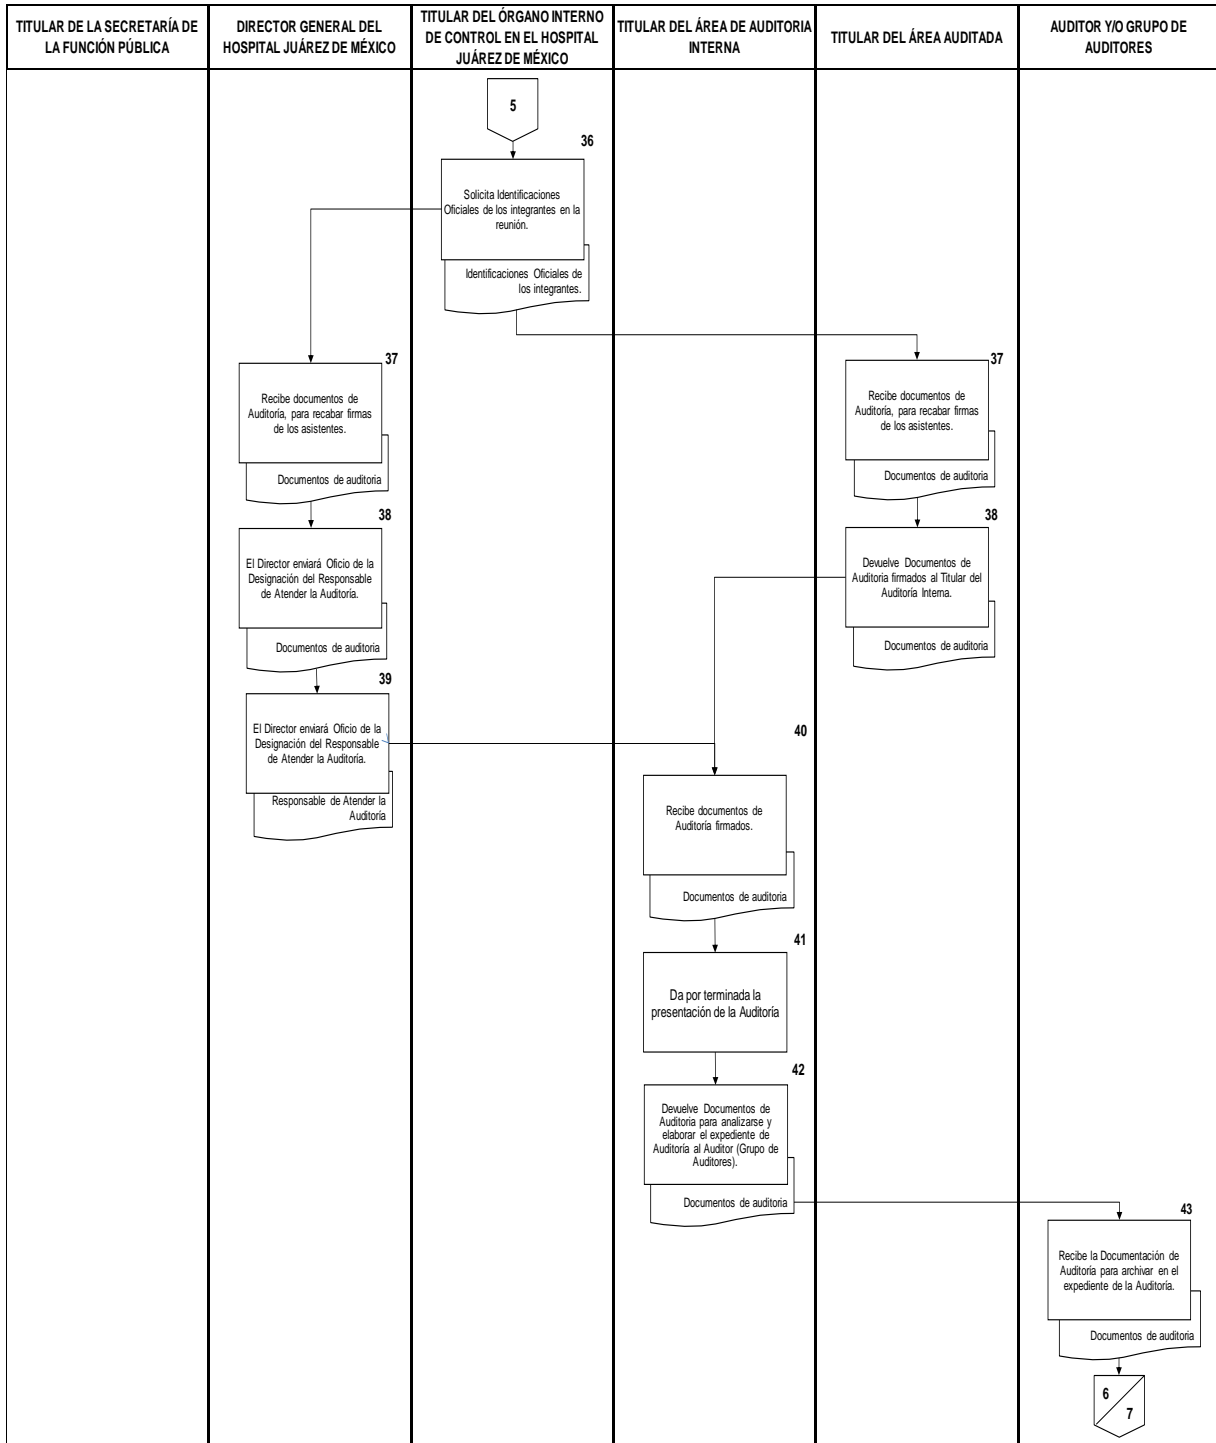 TITULAR DE LA SECRETARÍA DE
LA FUNCIÓN PÚBLICA
DIRECTOR GENERAL DEL
HOSPITAL JUÁREZ DE MÉXICO
TITULAR DEL ÓRGANO INTERNO
DE CONTROL EN EL HOSPITAL
JUÁREZ DE MÉXICO
TITULAR DEL ÁREA DE AUDITORIA
INTERNA
TITULAR DEL ÁREA AUDITADA
AUDITOR Y/O GRUPO DE
AUDITORES
5
36
Solicita Identificaciones
Oficiales de los integrantes en la
reunión.
Identificaciones Oficiales de
los integrantes.
37
Recibe documentos de
Auditoría, para recabar firmas
de los asistentes.
Documentos de auditoria
37
Recibe documentos de
Auditoría, para recabar firmas
de los asistentes.
Documentos de auditoria
38
El Director enviará Oficio de la
Designación del Responsable
de Atender la Auditoría.
Documentos de auditoria
38
Devuelve Documentos de
Auditoria firmados al Titular del
Auditoría Interna.
Documentos de auditoria
39
El Director enviará Oficio de la
Designación del Responsable
de Atender la Auditoría.
Responsable de Atender la
Auditoría
40
Recibe documentos de
Auditoría firmados.
Documentos de auditoria
41
Da por terminada la
presentación de la Auditoría
42
Devuelve Documentos de
Auditoria para analizarse y
elaborar el expediente de
Auditoría al Auditor (Grupo de
Auditores).
Documentos de auditoria
43
Recibe la Documentación de
Auditoría para archivar en el
expediente de la Auditoría.
Documentos de auditoria
6
7